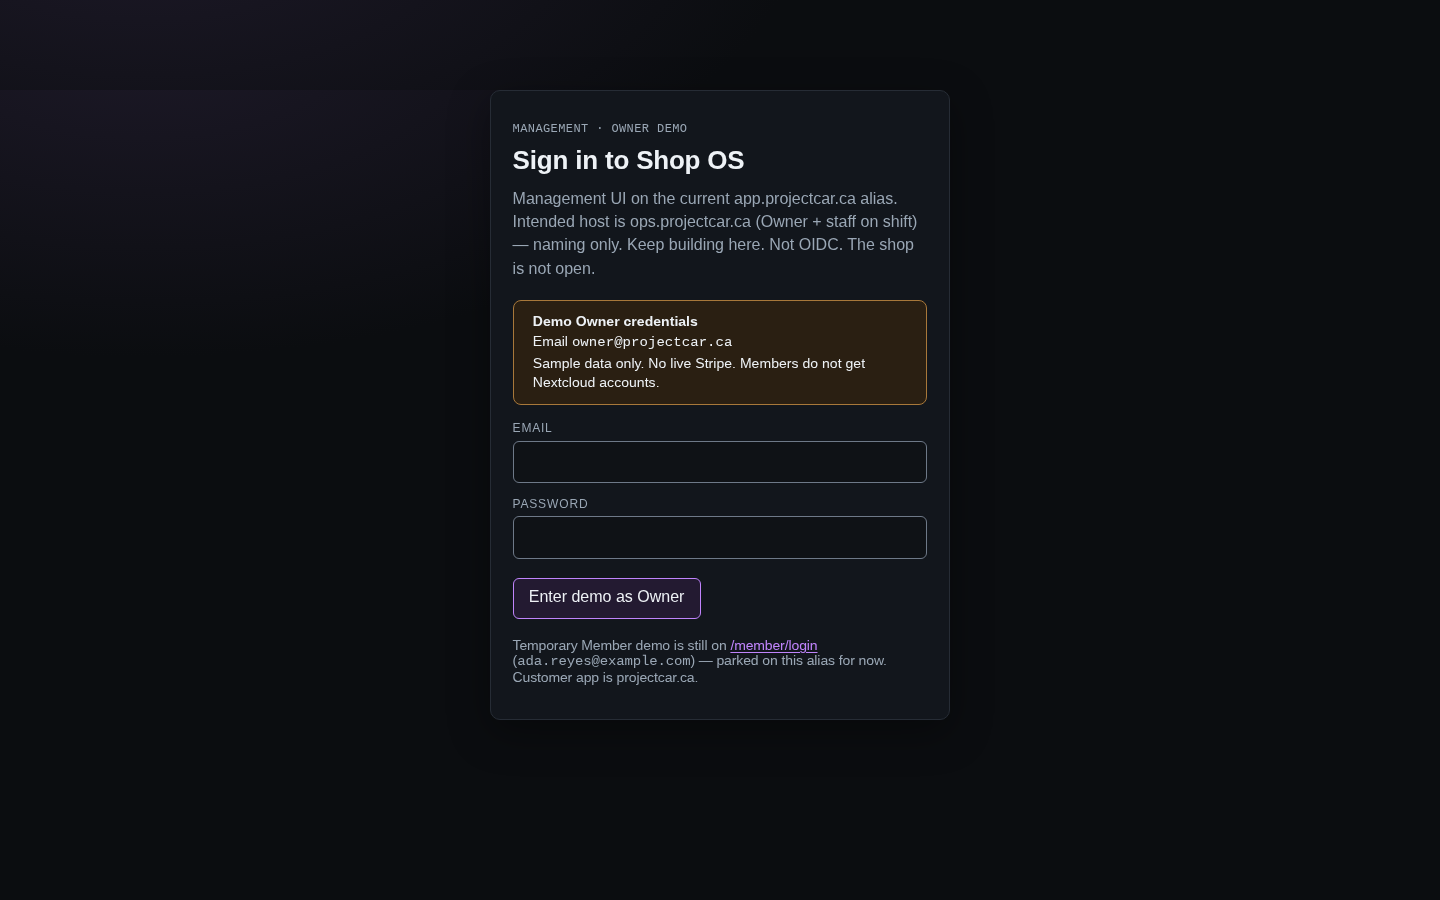 MANAGEMENT · OWNER DEMO
Sign in to Shop OS
Management UI on the current app.projectcar.ca alias.
Intended host is ops.projectcar.ca (Owner + staff on shift)
— naming only. Keep building here. Not OIDC. The shop
is not open.
Demo Owner credentials
Email owner@projectcar.ca
Sample data only. No live Stripe. Members do not get
Nextcloud accounts.
EMAIL
PASSWORD
Enter demo as Owner
Temporary Member demo is still on /member/login
(ada.reyes@example.com) — parked on this alias for now.
Customer app is projectcar.ca.